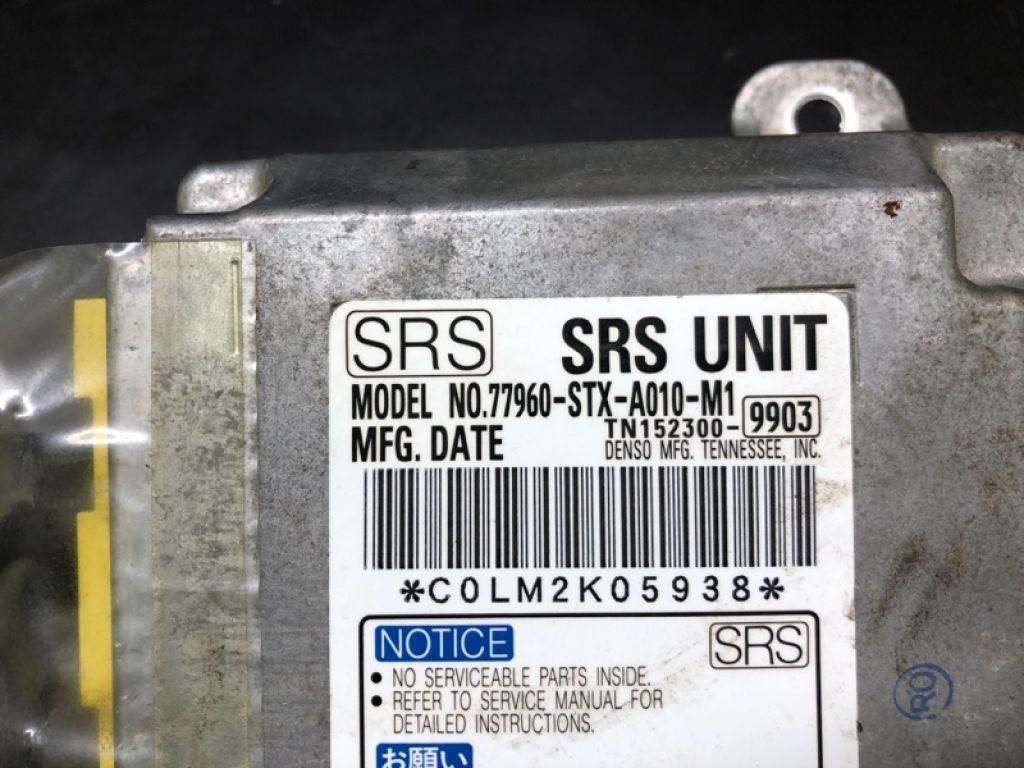 SRS SRS UNIT
MODEL NO.77960-STX-A010-M1
TN152300-9903
MFG. DATE DENSO MFG. TENNESSEE, INC.
*C0LM2K05938*
NOTICE SRS
• NO SERVICEABLE PARTS INSIDE.
• REFER TO SERVICE MANUAL FOR
DETAILED INSTRUCTIONS.
お願い
RO